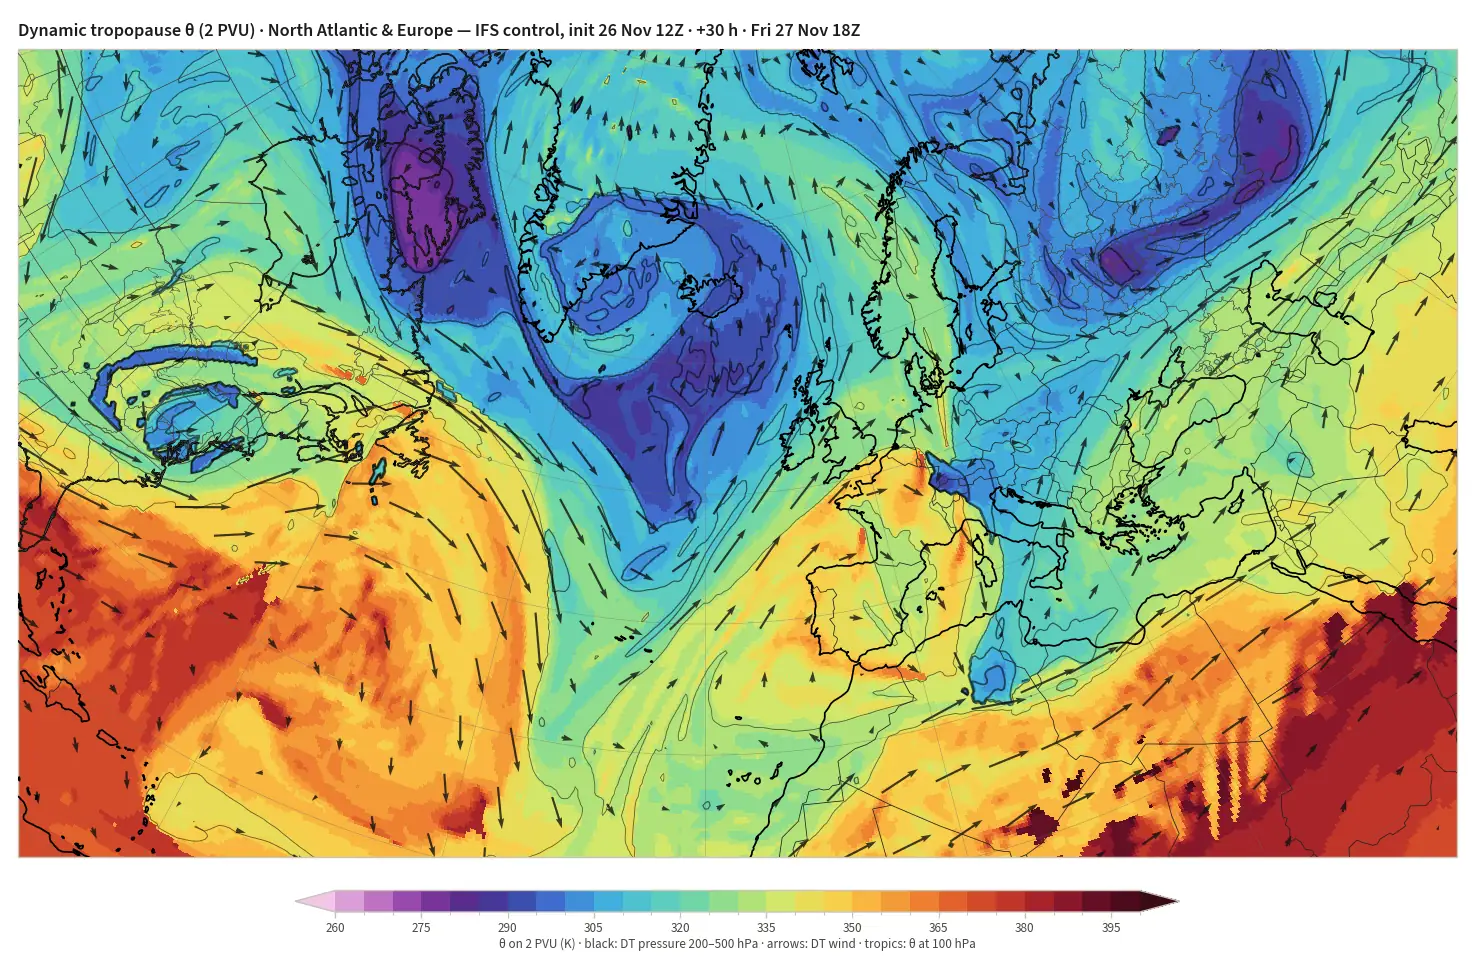 Dynamic tropopause θ (2 PVU) · North Atlantic & Europe — IFS control, init 26 Nov 12Z · +30 h · Fri 27 Nov 18Z
260 275 290 305 320 335 350 365 380 395
θ on 2 PVU (K) · black: DT pressure 200–500 hPa · arrows: DT wind · tropics: θ at 100 hPa